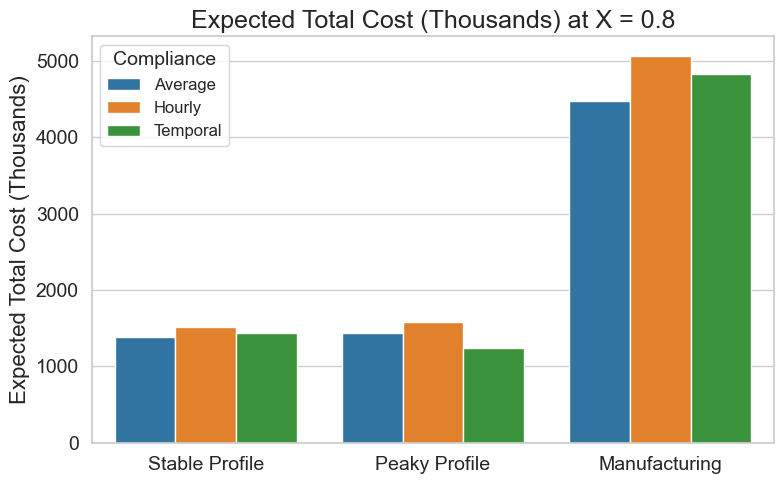 Expected Total Cost (Thousands) at X = 0.8
Expected Total Cost (Thousands)
5000
4000
3000
2000
1000
0
Compliance
Average
Hourly
Temporal
Stable Profile
Peaky Profile
Manufacturing